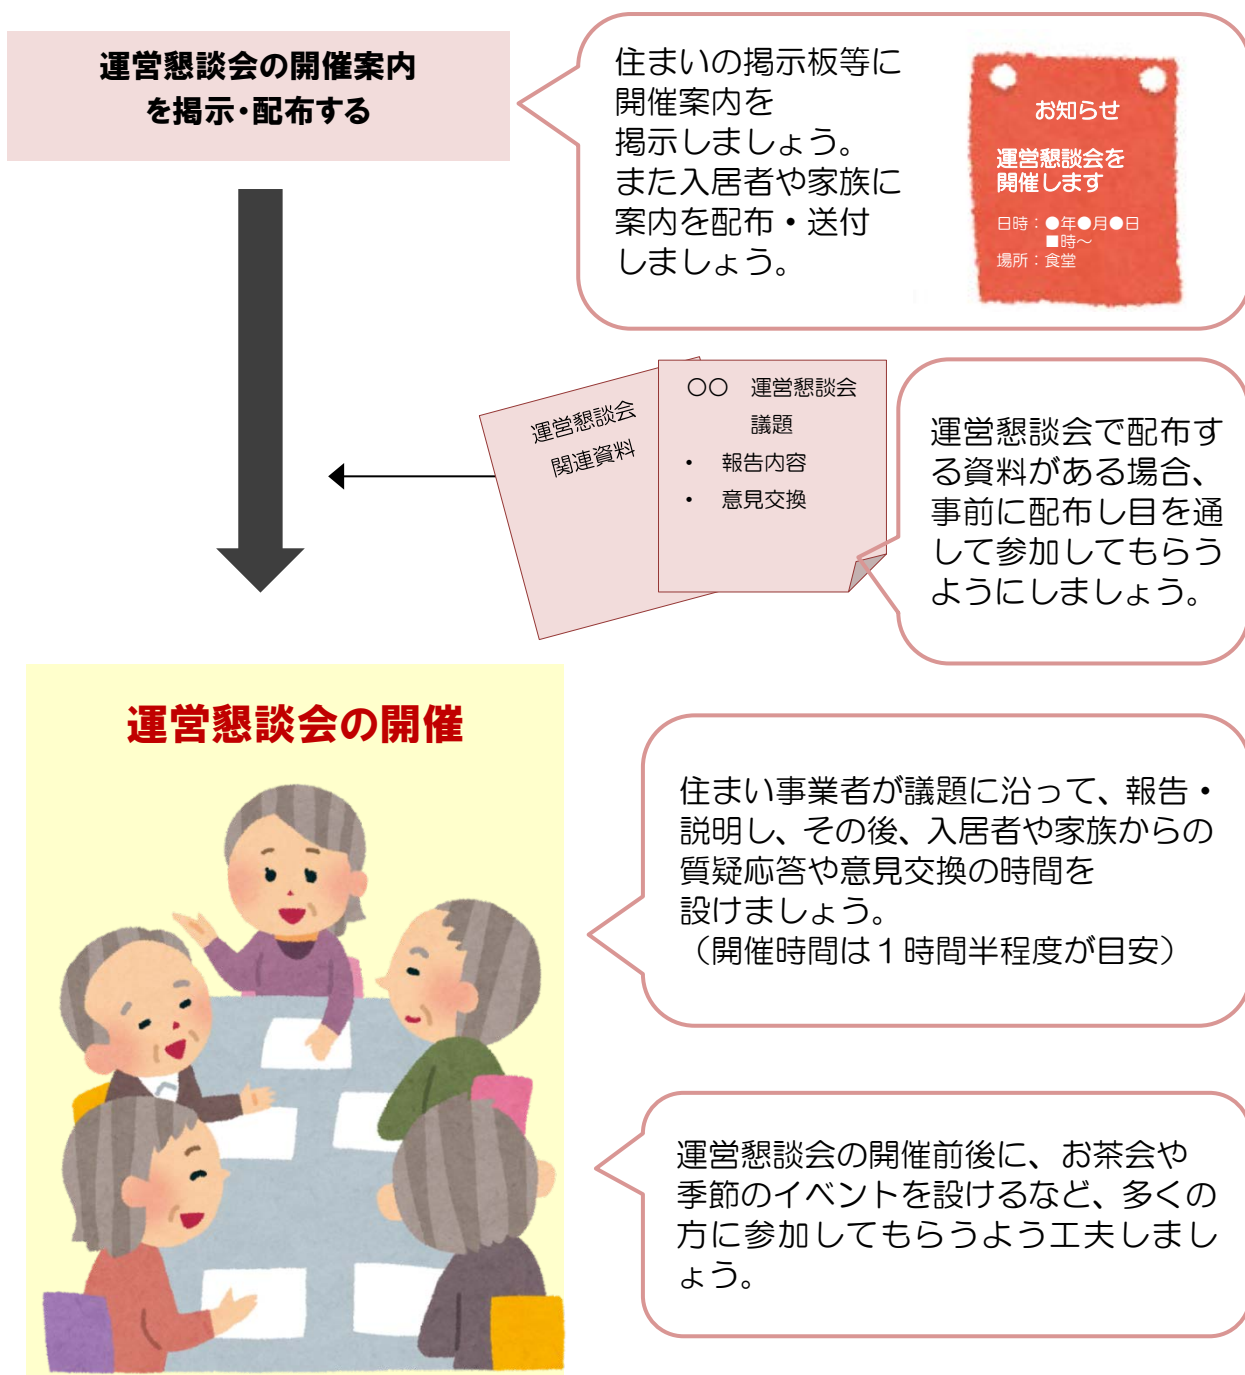 運営懇談会の開催案内
を掲示・配布する
住まいの掲示板等に
開催案内を
掲示しましょう。
また入居者や家族に
案内を配布・送付
しましょう。
お知らせ
運営懇談会を
開催します
日時：●年●月●日
■時～
場所：食堂
運営懇談会
関連資料
〇〇　運営懇談会
議題
・　報告内容
・　意見交換
運営懇談会で配布す
る資料がある場合、
事前に配布し目を通
して参加してもらう
ようにしましょう。
運営懇談会の開催
住まい事業者が議題に沿って、報告・
説明し、その後、入居者や家族からの
質疑応答や意見交換の時間を
設けましょう。
（開催時間は１時間半程度が目安）
運営懇談会の開催前後に、お茶会や
季節のイベントを設けるなど、多くの
方に参加してもらうよう工夫しまし
ょう。